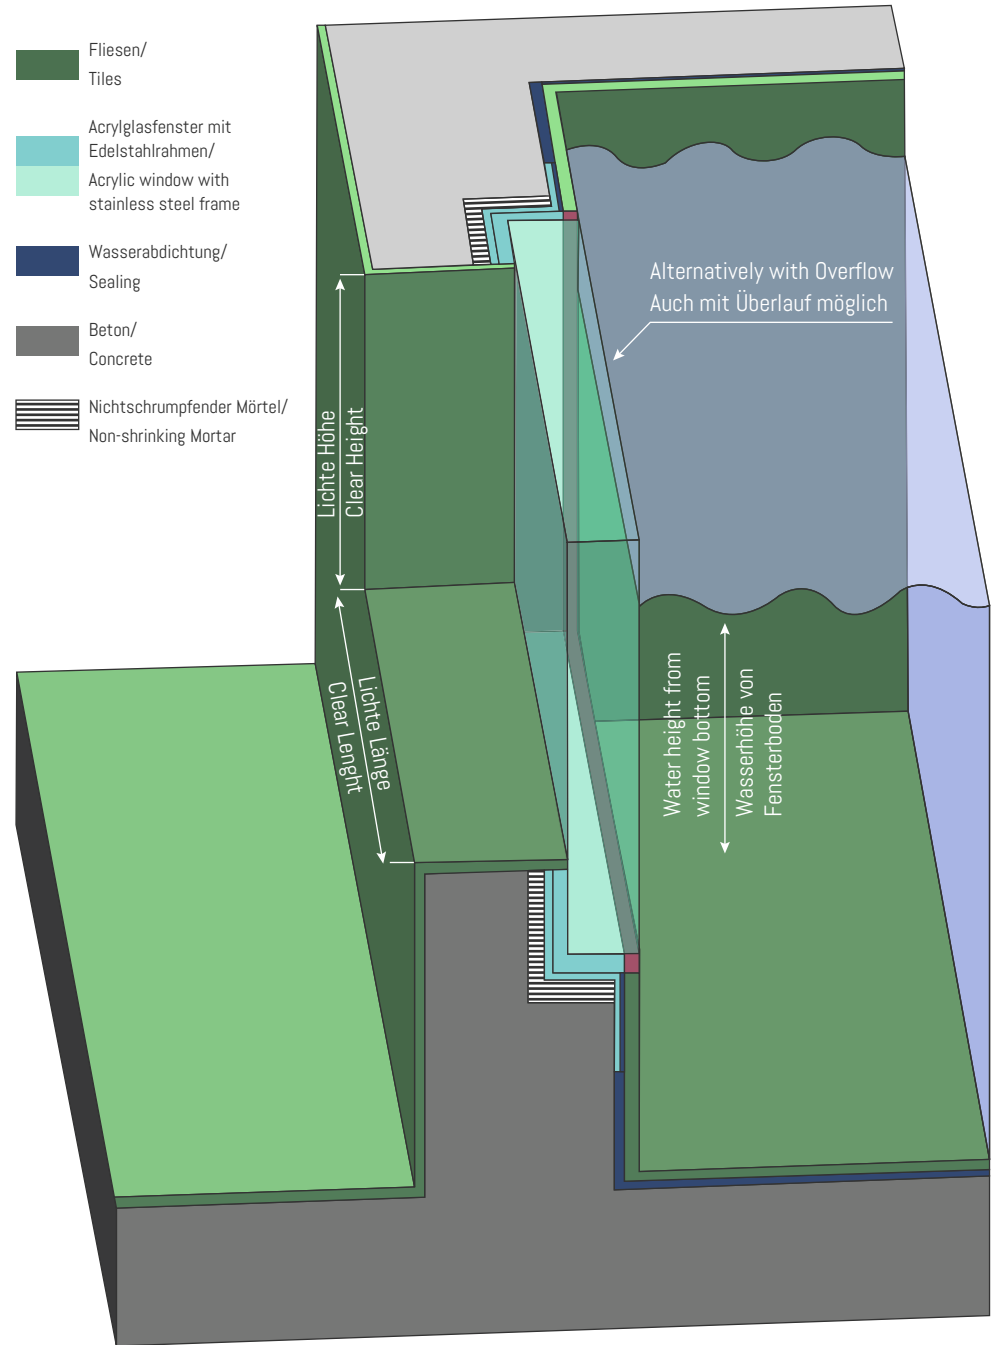 Fliesen/
Tiles
Acrylglasfenster mit
Edelstahlrahmen/
Acrylic window with
stainless steel frame
Wasserabdichtung/
Sealing
Beton/
Concrete
Nichtschrumpfender Mörtel/
Non-shrinking Mortar
Alternatively with Overflow
Auch mit Überlauf möglich
Lichte Höhe
Clear Height
Lichte Länge
Clear Lenght
Water height from
window bottom
Wasserhöhe von
Fensterboden